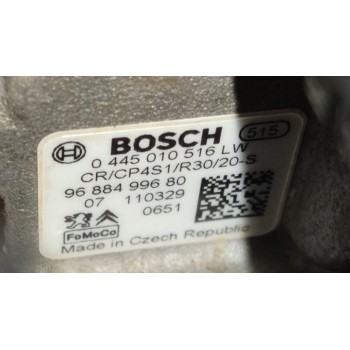 BOSCH 515
0 445 010 516 LW
CR/CP4S1/R30/20-S
96 884 996 80
07 110329
0651
FoMoCo
Made in Czech Republic